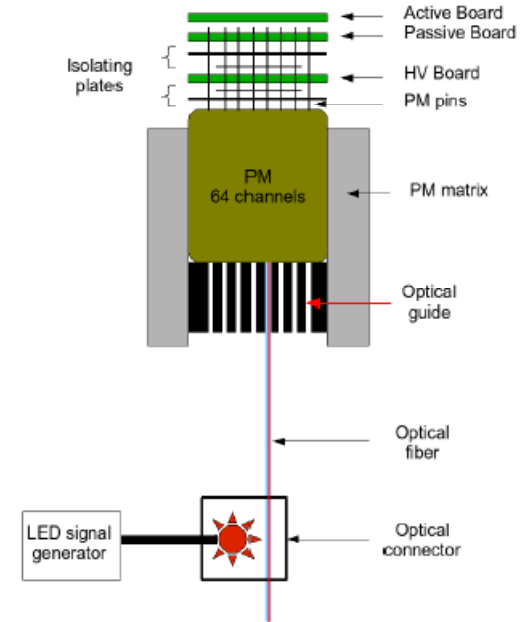 Active Board
Passive Board
Isolating
plates
HV Board
PM pins
PM
64 channels
PM matrix
Optical
guide
Optical
fiber
LED signal
generator
Optical
connector